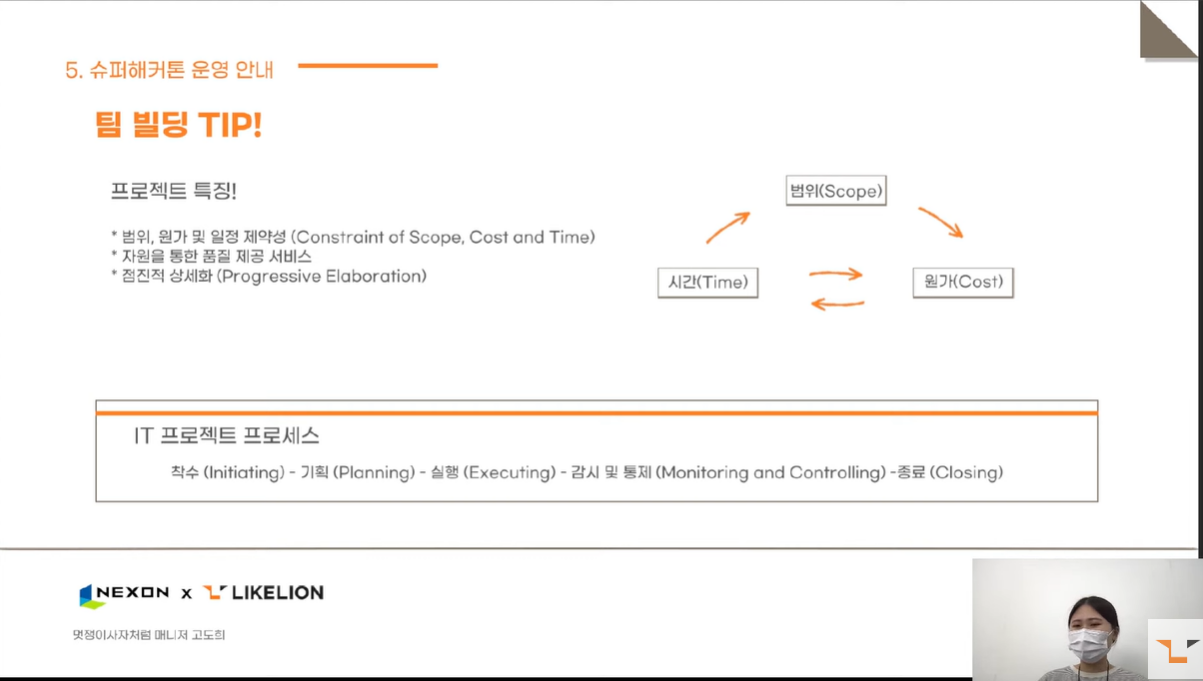 5. 슈퍼해커톤 운영 안내
팀 빌딩 TIP!
프로젝트 특징!
* 범위, 원가 및 일정 제약성 (Constraint of Scope, Cost and Time)
* 자원을 통한 품질 제공 서비스
* 점진적 상세화 (Progressive Elaboration)
범위(Scope)
시간(Time)
원가(Cost)
IT 프로젝트 프로세스
착수 (Initiating) - 기획 (Planning) - 실행 (Executing) - 감시 및 통제 (Monitoring and Controlling) -종료 (Closing)
NEXON x LIKELION
멋쟁이사자처럼 매니저 고도희